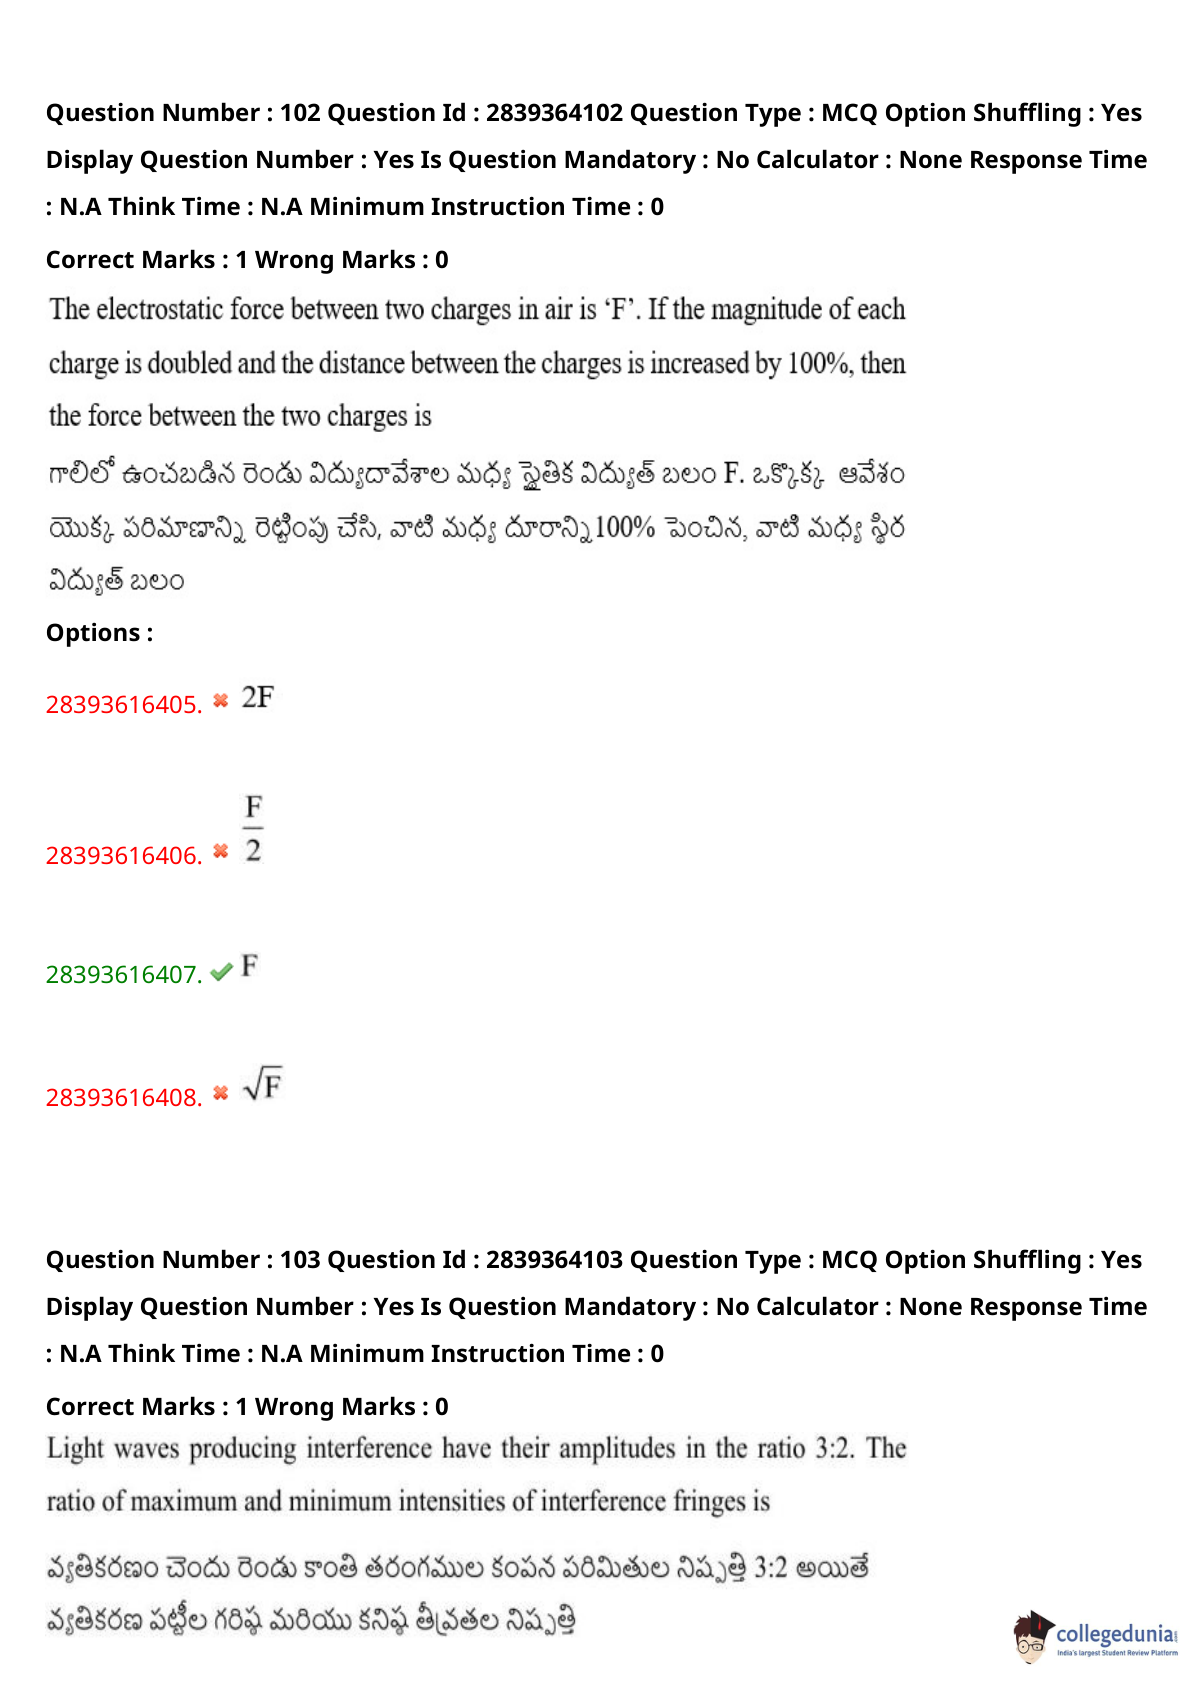 Question Number : 102 Question Id : 2839364102 Question Type : MCQ Option Shuffling : Yes
Display Question Number : Yes Is Question Mandatory : No Calculator : None Response Time
: N.A Think Time : N.A Minimum Instruction Time : 0
Correct Marks : 1 Wrong Marks : 0
The electrostatic force between two charges in air is ‘F’. If the magnitude of each
charge is doubled and the distance between the charges is increased by 100%, then
the force between the two charges is
గాలిలో ఉంచబడిన రెండు విద్యుదావేశాల మధ్య స్థైతిక విద్యుత్ బలం F. ఒక్కొక్క ఆవేశం
యొక్క పరిమాణాన్ని రెట్టింపు చేసి, వాటి మధ్య దూరాన్ని100% పెంచిన, వాటి మధ్య స్థిర
విద్యుత్ బలం
Options :
28393616405. 2F
28393616406. F/2
28393616407. F
28393616408. √F
Question Number : 103 Question Id : 2839364103 Question Type : MCQ Option Shuffling : Yes
Display Question Number : Yes Is Question Mandatory : No Calculator : None Response Time
: N.A Think Time : N.A Minimum Instruction Time : 0
Correct Marks : 1 Wrong Marks : 0
Light waves producing interference have their amplitudes in the ratio 3:2. The
ratio of maximum and minimum intensities of interference fringes is
వ్యతికరణం చెందు రెండు కాంతి తరంగముల కంపన పరిమితుల నిష్పత్తి 3:2 అయితే
వ్యతికరణ పట్టీల గరిష్ఠ మరియు కనిష్ఠ తీవ్రతల నిష్పత్తి
collegedunia
India's largest Student Review Platform